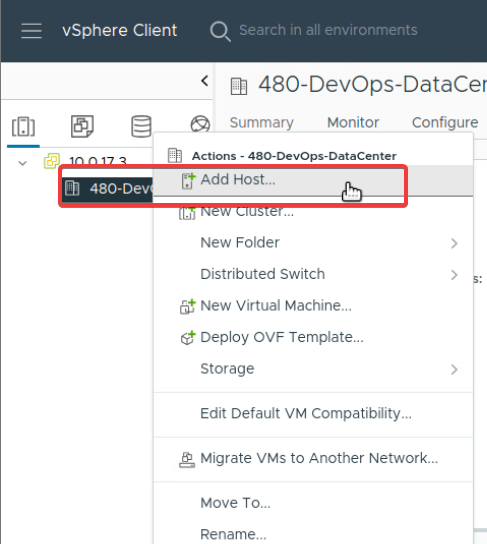 vSphere Client
Search in all environments
480-DevOps-DataCen
Summary Monitor Configure
10.0.17.3
480-DevO
Actions - 480-DevOps-DataCenter
Add Host...
New Cluster...
New Folder
Distributed Switch
s:
New Virtual Machine...
Deploy OVF Template...
Storage
Edit Default VM Compatibility...
Migrate VMs to Another Network...
Move To...
Rename...